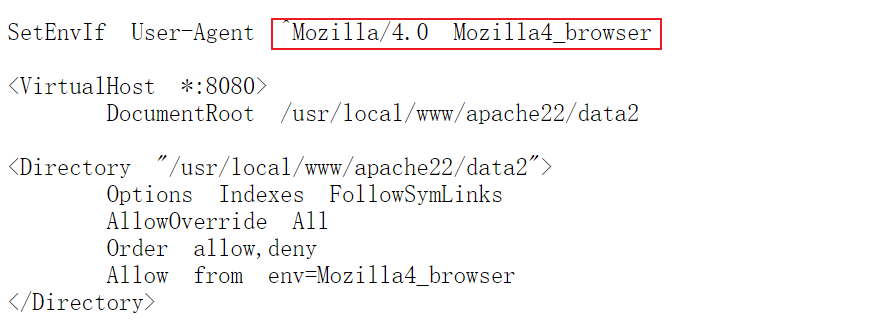 SetEnvIf User-Agent ^Mozilla/4.0 Mozilla4_browser
<VirtualHost *:8080>
DocumentRoot /usr/local/www/apache22/data2
<Directory "/usr/local/www/apache22/data2">
Options Indexes FollowSymLinks
AllowOverride All
Order allow,deny
Allow from env=Mozilla4_browser
</Directory>